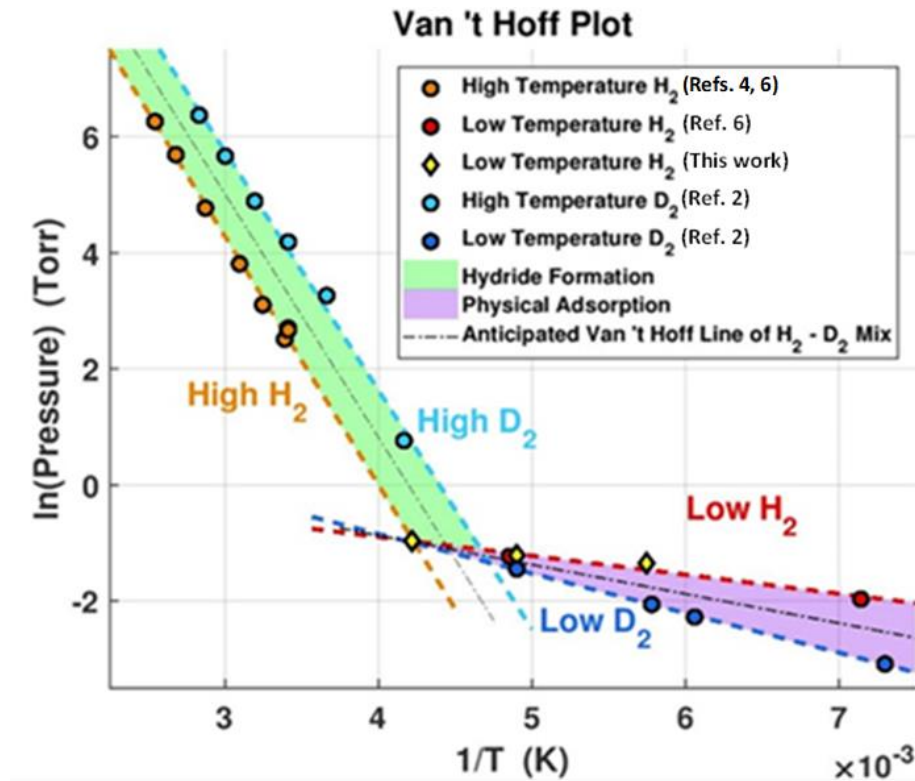 Van 't Hoff Plot
High Temperature H2 (Refs. 4, 6)
Low Temperature H2 (Ref. 6)
Low Temperature H2 (This work)
High Temperature D2 (Ref. 2)
Low Temperature D2 (Ref. 2)
Hydride Formation
Physical Adsorption
Anticipated Van 't Hoff Line of H2 - D2 Mix
ln(Pressure) (Torr)
6
4
2
0
-2
High H2
High D2
Low H2
Low D2
3 4 5 6 7
1/T (K)
×10-3